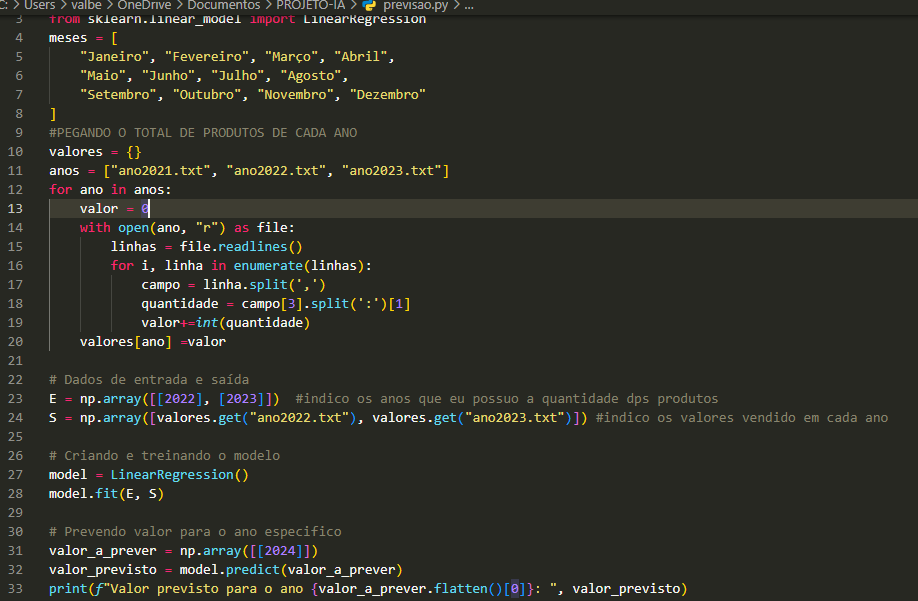 C: > Users > valbe > OneDrive > Documentos > PROJETO-IA > previsao.py > ...
3 from sklearn.linear_model import LinearRegression
4 meses = [
5     "Janeiro", "Fevereiro", "Março", "Abril",
6     "Maio", "Junho", "Julho", "Agosto",
7     "Setembro", "Outubro", "Novembro", "Dezembro"
8 ]
9 #PEGANDO O TOTAL DE PRODUTOS DE CADA ANO
10 valores = {}
11 anos = ["ano2021.txt", "ano2022.txt", "ano2023.txt"]
12 for ano in anos:
13     valor = 0
14     with open(ano, "r") as file:
15         linhas = file.readlines()
16         for i, linha in enumerate(linhas):
17             campo = linha.split(',')
18             quantidade = campo[3].split(':')[1]
19             valor+=int(quantidade)
20     valores[ano] =valor
21
22 # Dados de entrada e saída
23 E = np.array([[2022], [2023]])  #indico os anos que eu possuo a quantidade dps produtos
24 S = np.array([valores.get("ano2022.txt"), valores.get("ano2023.txt")]) #indico os valores vendido em cada ano
25
26 # Criando e treinando o modelo
27 model = LinearRegression()
28 model.fit(E, S)
29
30 # Prevendo valor para o ano especifico
31 valor_a_prever = np.array([[2024]])
32 valor_previsto = model.predict(valor_a_prever)
33 print(f"Valor previsto para o ano {valor_a_prever.flatten()[0]}: ", valor_previsto)